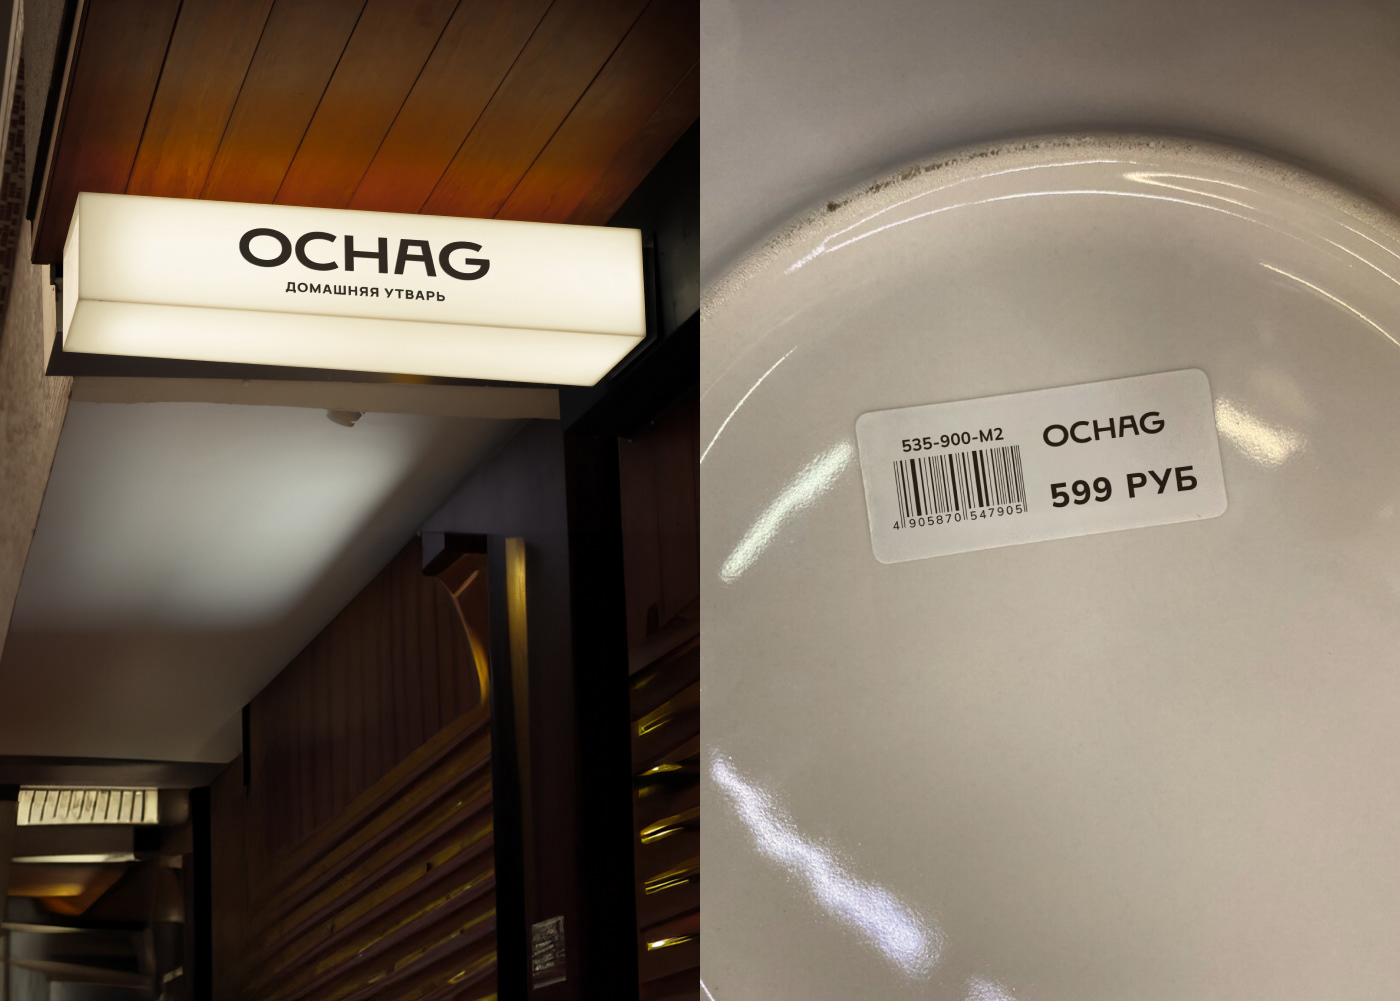 OCHAG
ДОМАШНЯЯ УТВАРЬ
535-900-M2
4 905870 547905
OCHAG
599 РУБ